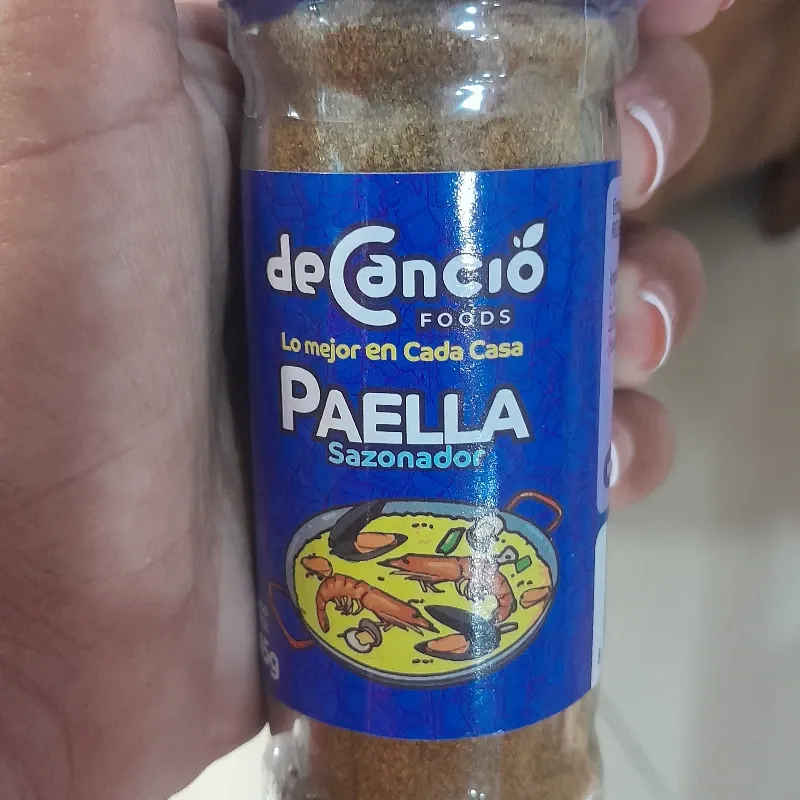 deCanció
FOODS
Lo mejor en Cada Casa
PAELLA
Sazonador